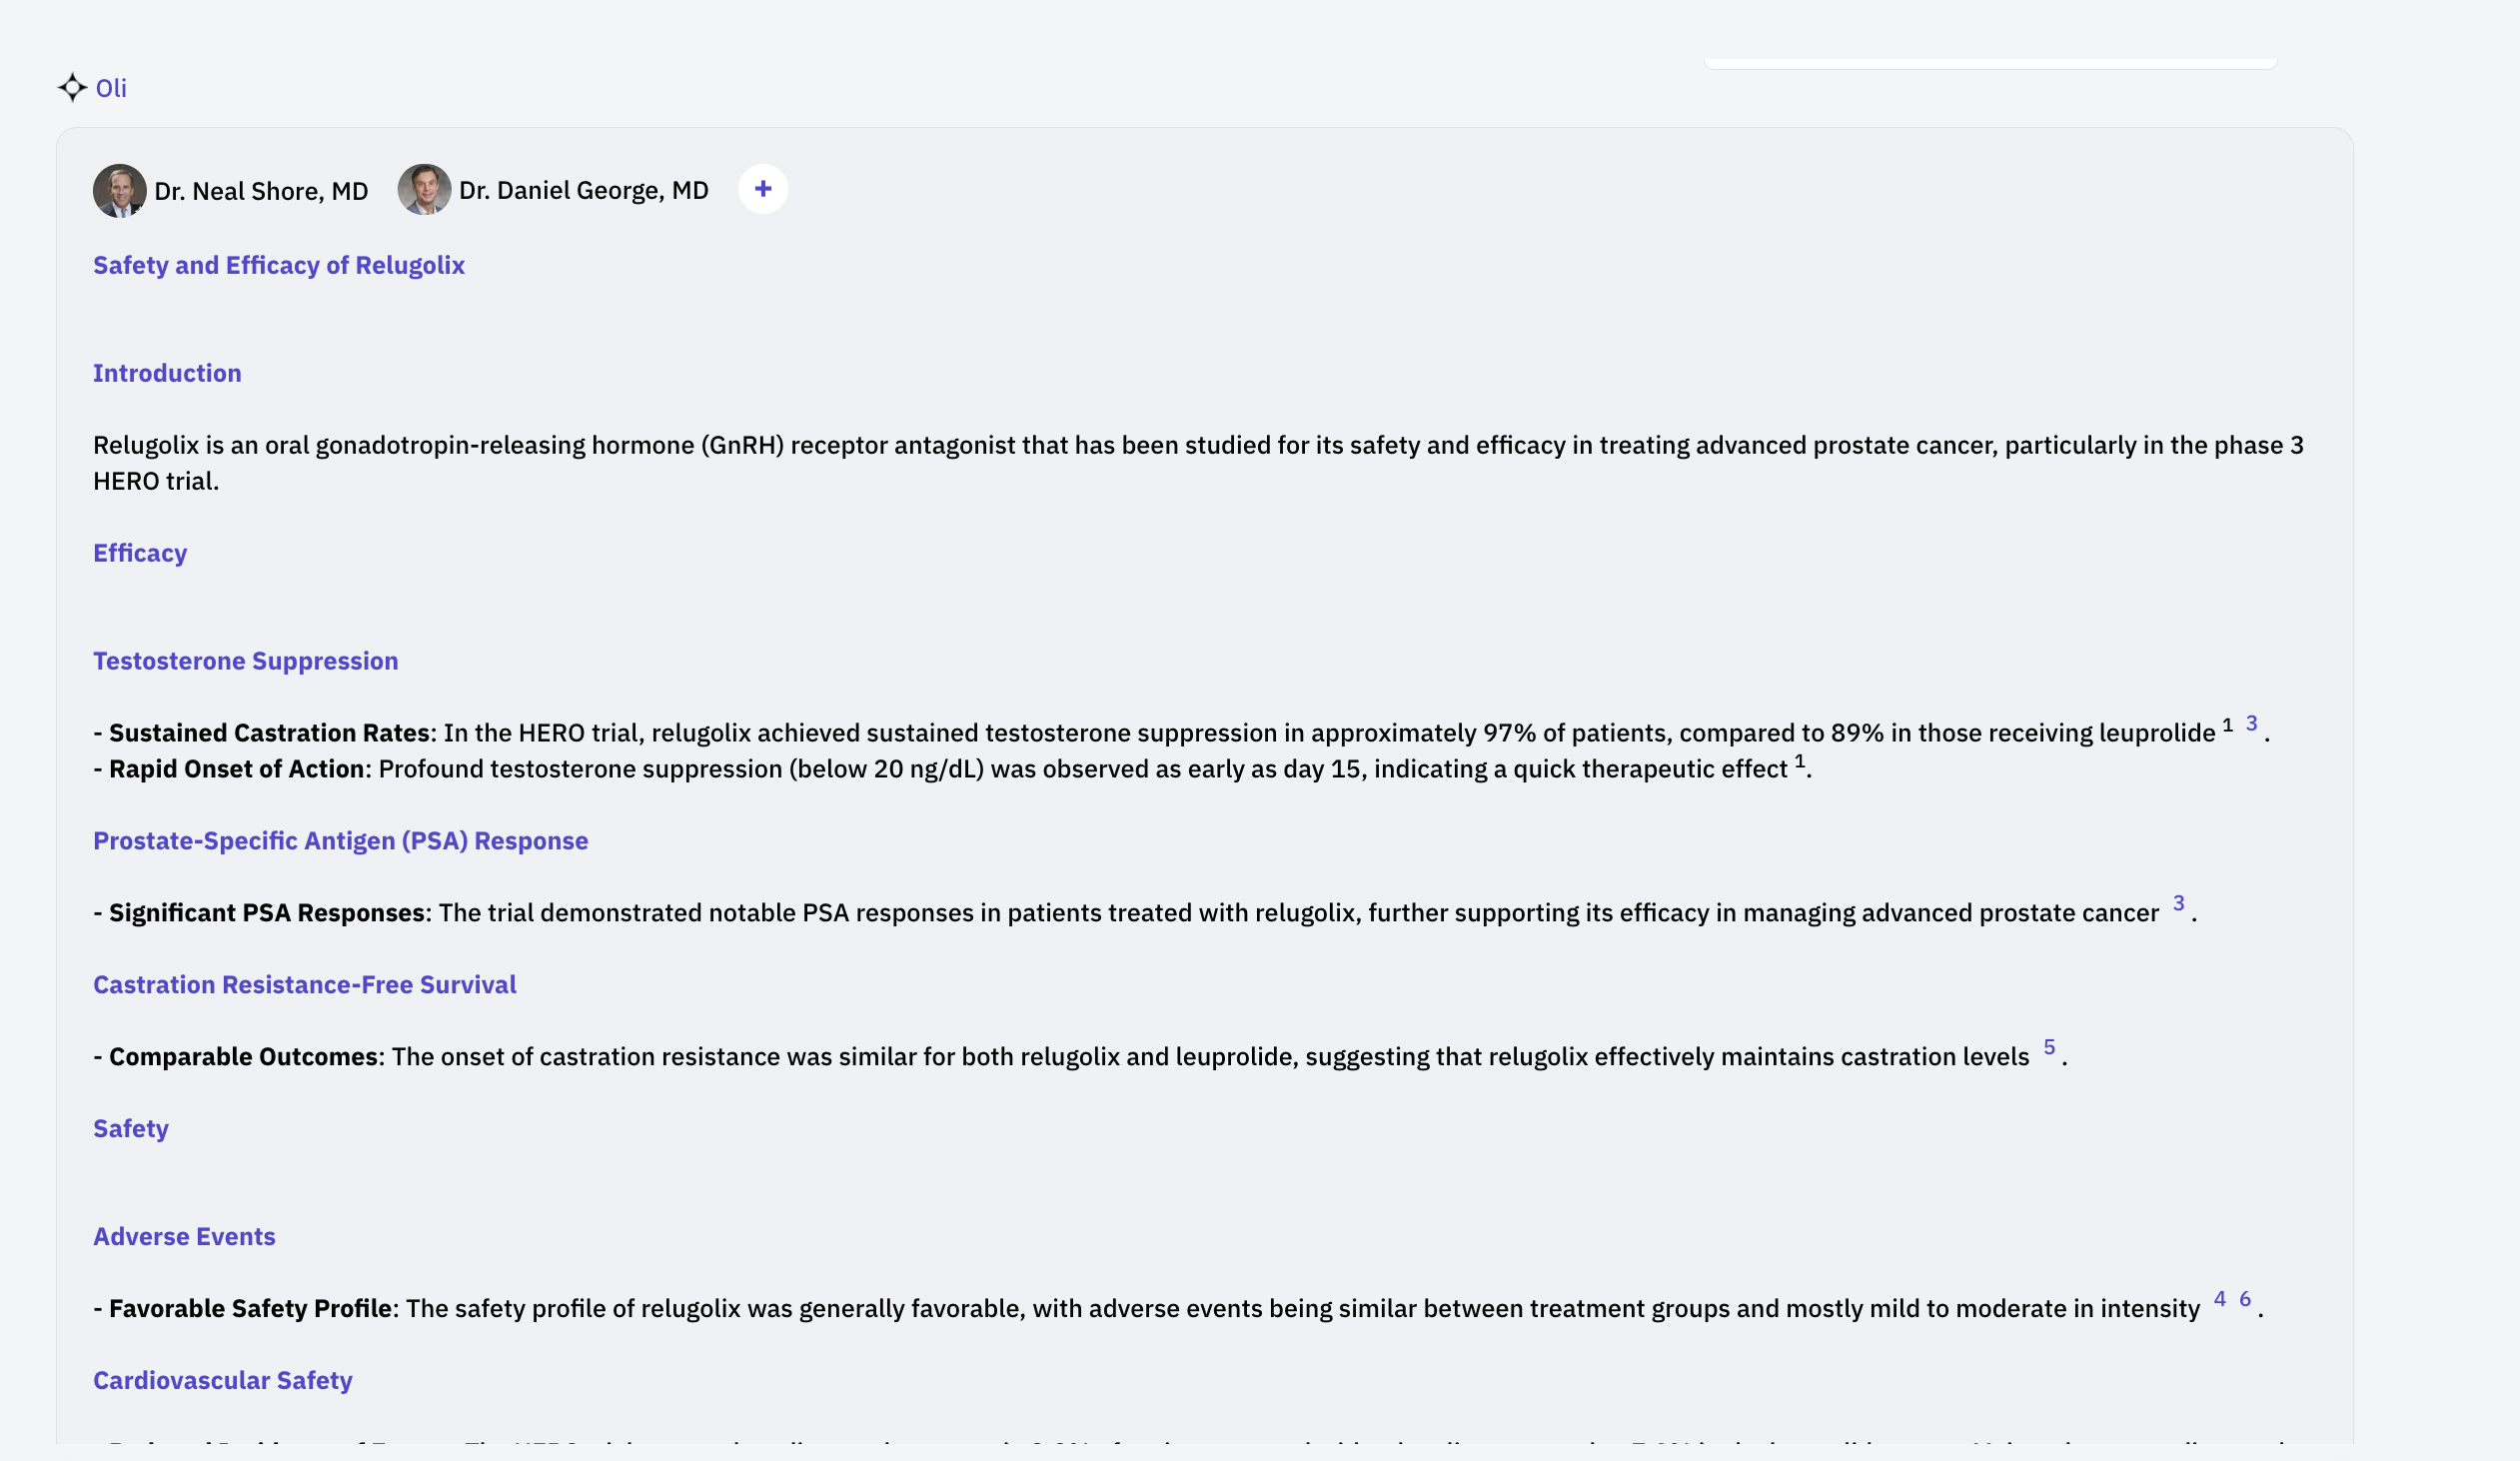 Oli
Dr. Neal Shore, MD Dr. Daniel George, MD +
Safety and Efficacy of Relugolix
Introduction
Relugolix is an oral gonadotropin-releasing hormone (GnRH) receptor antagonist that has been studied for its safety and efficacy in treating advanced prostate cancer, particularly in the phase 3
HERO trial.
Efficacy
Testosterone Suppression
- Sustained Castration Rates: In the HERO trial, relugolix achieved sustained testosterone suppression in approximately 97% of patients, compared to 89% in those receiving leuprolide 1 3 .
- Rapid Onset of Action: Profound testosterone suppression (below 20 ng/dL) was observed as early as day 15, indicating a quick therapeutic effect 1.
Prostate-Specific Antigen (PSA) Response
- Significant PSA Responses: The trial demonstrated notable PSA responses in patients treated with relugolix, further supporting its efficacy in managing advanced prostate cancer 3 .
Castration Resistance-Free Survival
- Comparable Outcomes: The onset of castration resistance was similar for both relugolix and leuprolide, suggesting that relugolix effectively maintains castration levels 5 .
Safety
Adverse Events
- Favorable Safety Profile: The safety profile of relugolix was generally favorable, with adverse events being similar between treatment groups and mostly mild to moderate in intensity 4 6 .
Cardiovascular Safety